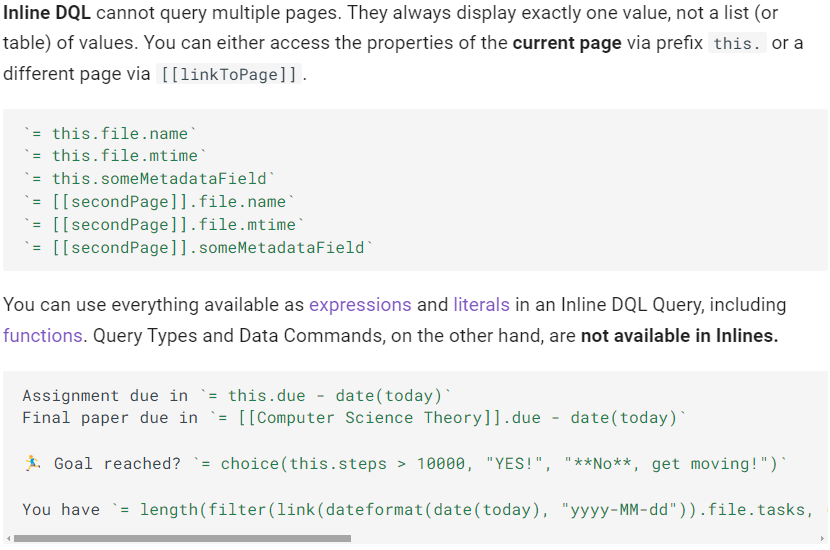 Inline DQL cannot query multiple pages. They always display exactly one value, not a list (or
table) of values. You can either access the properties of the current page via prefix this. or a
different page via [[linkToPage]].
`= this.file.name`
`= this.file.mtime`
`= this.someMetadataField`
`= [[secondPage]].file.name`
`= [[secondPage]].file.mtime`
`= [[secondPage]].someMetadataField`
You can use everything available as expressions and literals in an Inline DQL Query, including
functions. Query Types and Data Commands, on the other hand, are not available in Inlines.
Assignment due in `= this.due - date(today)`
Final paper due in `= [[Computer Science Theory]].due - date(today)`
🏃 Goal reached? `= choice(this.steps > 10000, "YES!", "**No**, get moving!")`
You have `= length(filter(link(dateformat(date(today), "yyyy-MM-dd")).file.tasks,